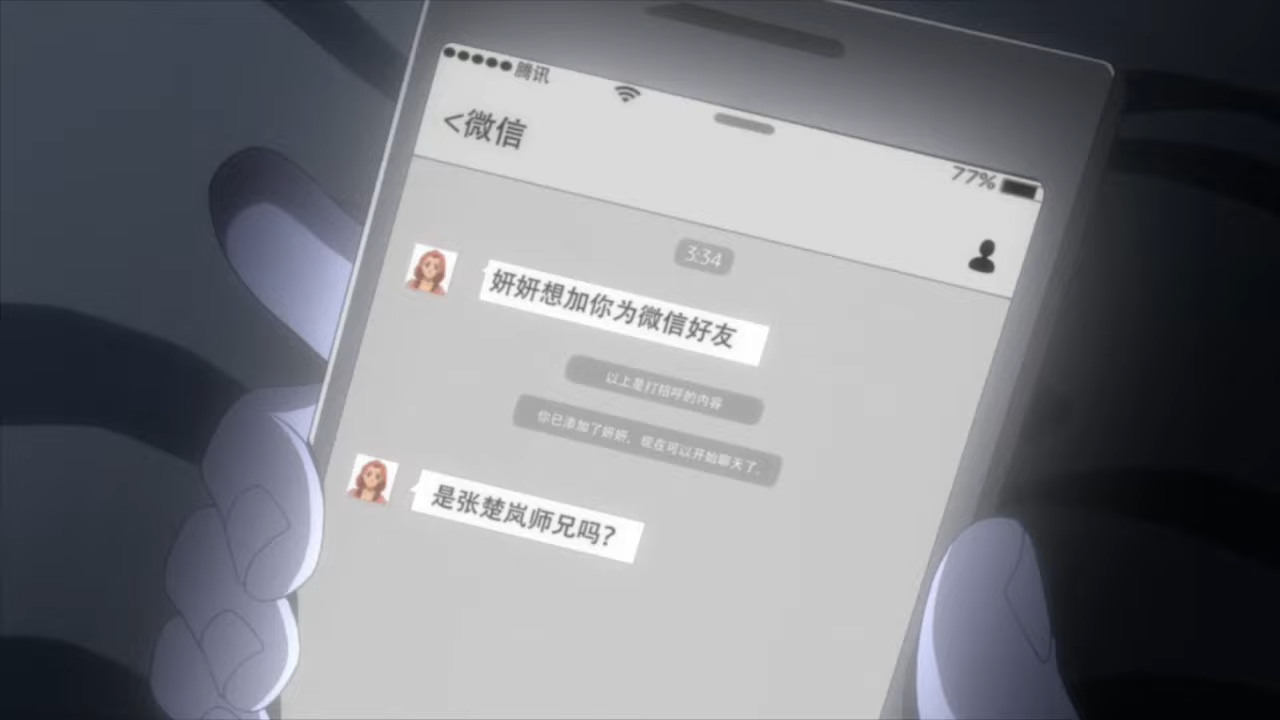 腾讯
77%
<微信
3:34
妍妍想加你为微信好友
以上是打招呼的内容
你已添加了妍妍，现在可以开始聊天了。
是张楚岚师兄吗？